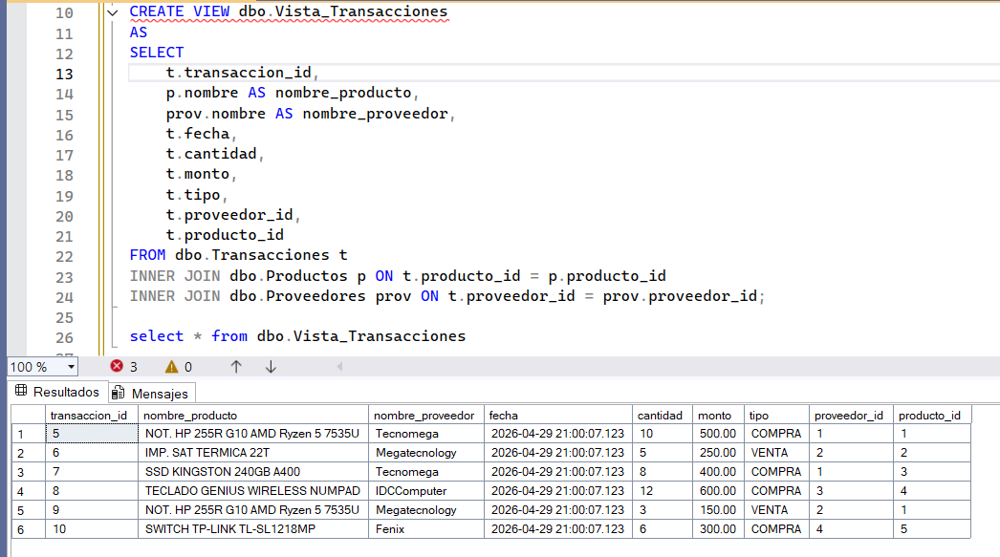 10 CREATE VIEW dbo.Vista_Transacciones
11 AS
12 SELECT
13 t.transaccion_id,
14 p.nombre AS nombre_producto,
15 prov.nombre AS nombre_proveedor,
16 t.fecha,
17 t.cantidad,
18 t.monto,
19 t.tipo,
20 t.proveedor_id,
21 t.producto_id
22 FROM dbo.Transacciones t
23 INNER JOIN dbo.Productos p ON t.producto_id = p.producto_id
24 INNER JOIN dbo.Proveedores prov ON t.proveedor_id = prov.proveedor_id;
25
26 select * from dbo.Vista_Transacciones
100 % 3 0
Resultados Mensajes
transaccion_id nombre_producto nombre_proveedor fecha cantidad monto tipo proveedor_id producto_id
1 5 NOT. HP 255R G10 AMD Ryzen 5 7535U Tecnomega 2026-04-29 21:00:07.123 10 500.00 COMPRA 1 1
2 6 IMP. SAT TERMICA 22T Megatecnology 2026-04-29 21:00:07.123 5 250.00 VENTA 2 2
3 7 SSD KINGSTON 240GB A400 Tecnomega 2026-04-29 21:00:07.123 8 400.00 COMPRA 1 3
4 8 TECLADO GENIUS WIRELESS NUMPAD IDCComputer 2026-04-29 21:00:07.123 12 600.00 COMPRA 3 4
5 9 NOT. HP 255R G10 AMD Ryzen 5 7535U Megatecnology 2026-04-29 21:00:07.123 3 150.00 VENTA 2 1
6 10 SWITCH TP-LINK TL-SL1218MP Fenix 2026-04-29 21:00:07.123 6 300.00 COMPRA 4 5